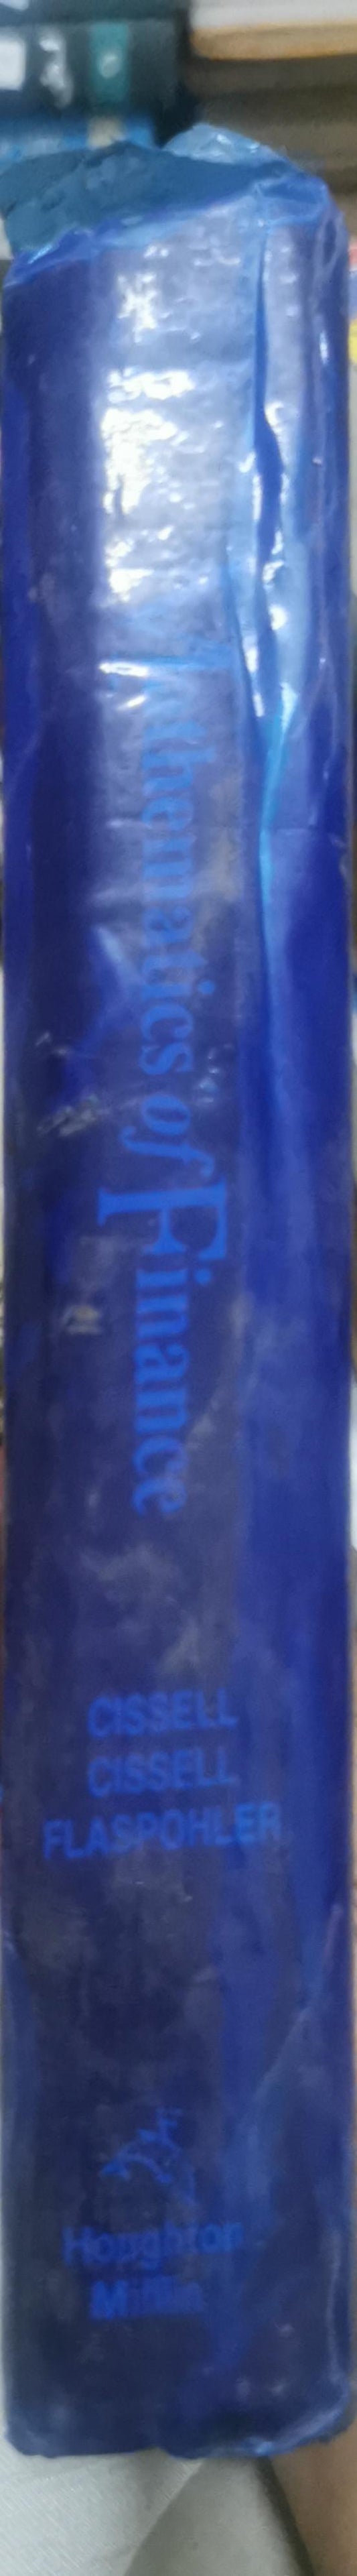 Mathematics of Finance
CISSELL
CISSELL
FLASPOHLER
Houghton
Mifflin